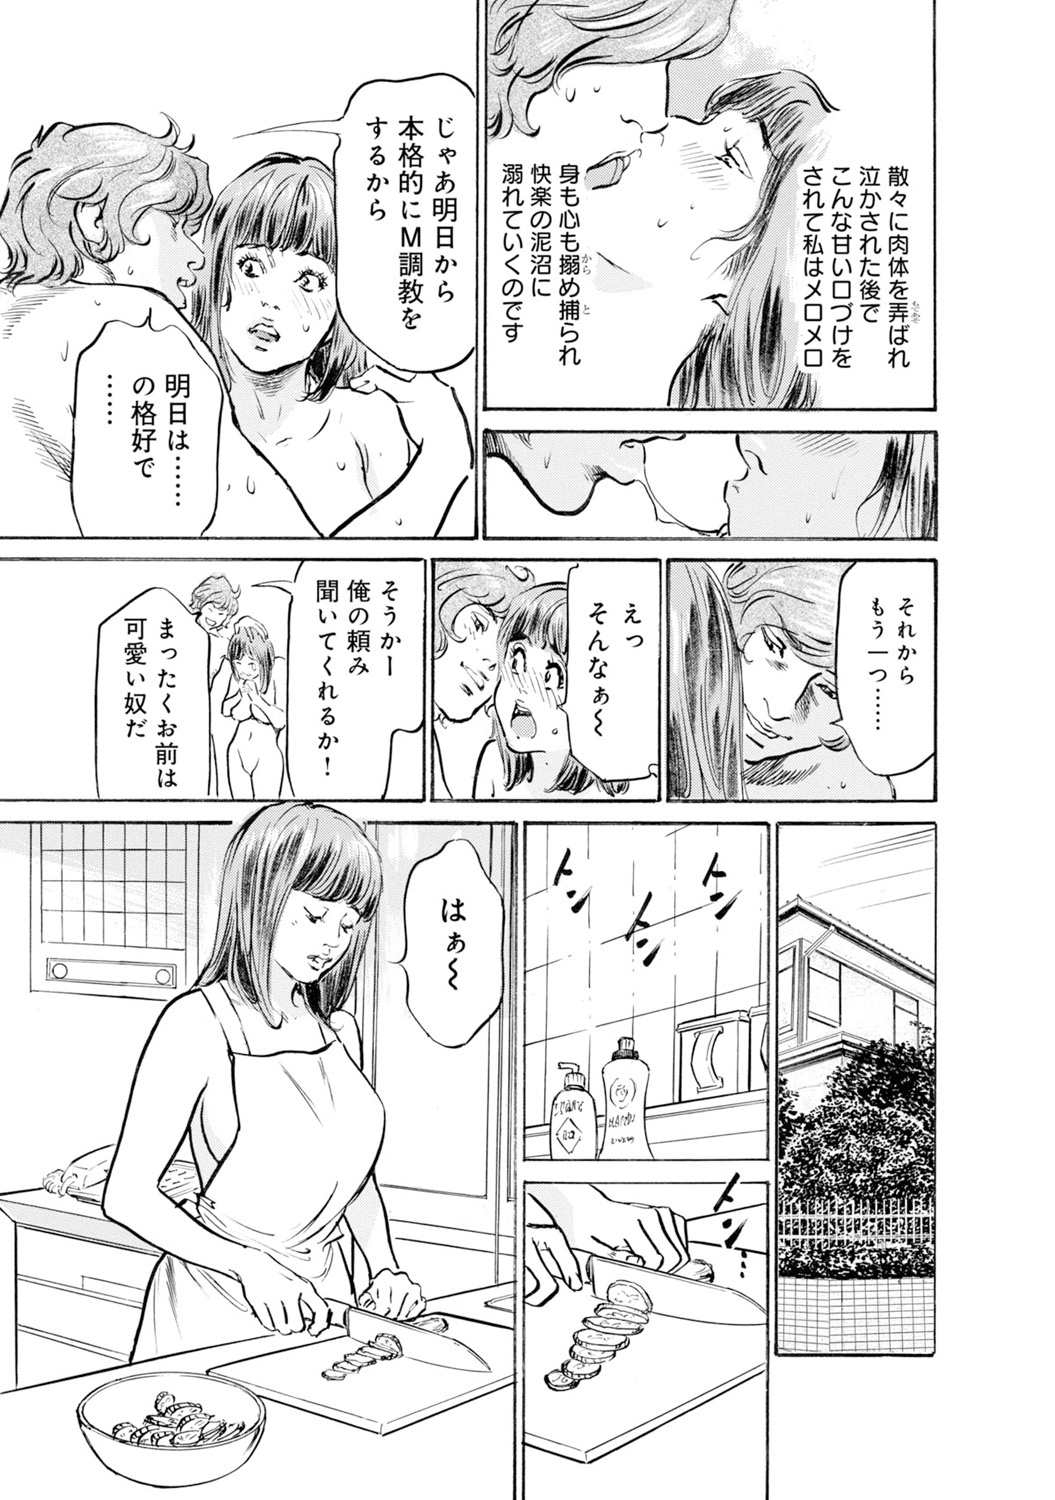 散々に肉体を弄ばれ
もてあそ
泣かされた後で
こんな甘い口づけを
されて私はメロメロ
身も心も搦め捕られ
から
と
快楽の泥沼に
溺れていくのです
じゃあ明日から
本格的にM調教を
するから
明日は……
の格好で
……
それから
もう一つ……
えっ
そんなぁ〜
そうかー
俺の頼み
聞いてくれるか！
まったくお前は
可愛い奴だ
トン
トン
トン
トン…
はぁ〜